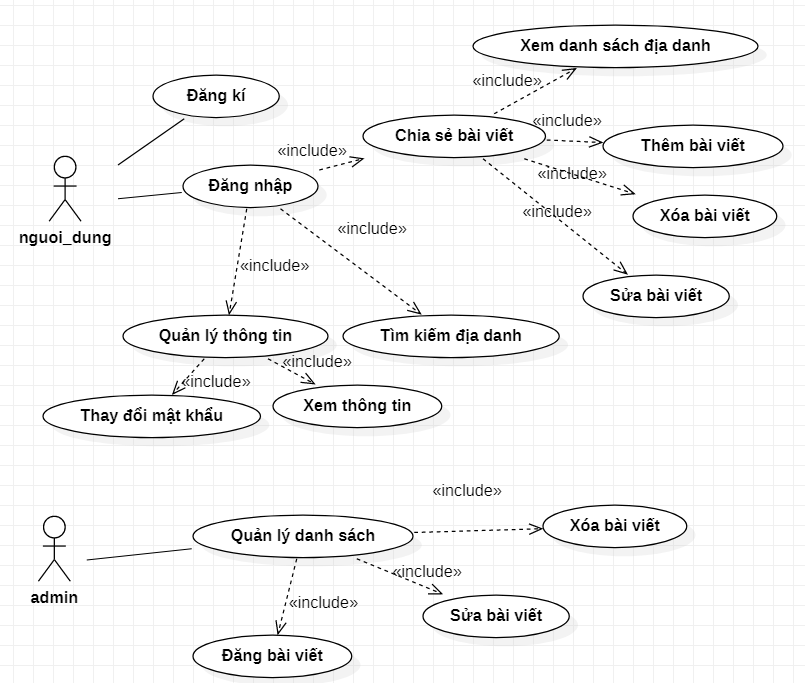 Xem danh sách địa danh
«include»
Đăng kí
«include»
Chia sẻ bài viết
Thêm bài viết
«include»
«include»
Đăng nhập
nguoi_dung
«include»
Xóa bài viết
«include»
«include»
Sửa bài viết
Quản lý thông tin
Tìm kiếm địa danh
«include»
«include»
Thay đổi mật khẩu
Xem thông tin
«include»
Xóa bài viết
Quản lý danh sách
«include»
admin
«include»
Sửa bài viết
Đăng bài viết